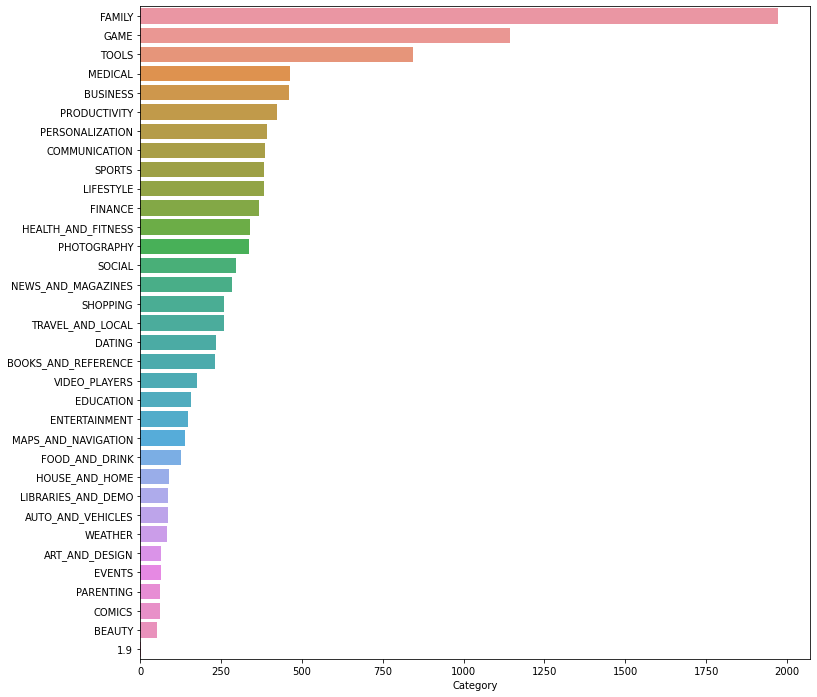 FAMILY
GAME
TOOLS
MEDICAL
BUSINESS
PRODUCTIVITY
PERSONALIZATION
COMMUNICATION
SPORTS
LIFESTYLE
FINANCE
HEALTH_AND_FITNESS
PHOTOGRAPHY
SOCIAL
NEWS_AND_MAGAZINES
SHOPPING
TRAVEL_AND_LOCAL
DATING
BOOKS_AND_REFERENCE
VIDEO_PLAYERS
EDUCATION
ENTERTAINMENT
MAPS_AND_NAVIGATION
FOOD_AND_DRINK
HOUSE_AND_HOME
LIBRARIES_AND_DEMO
AUTO_AND_VEHICLES
WEATHER
ART_AND_DESIGN
EVENTS
PARENTING
COMICS
BEAUTY
1.9
0 250 500 750 1000 1250 1500 1750 2000
Category